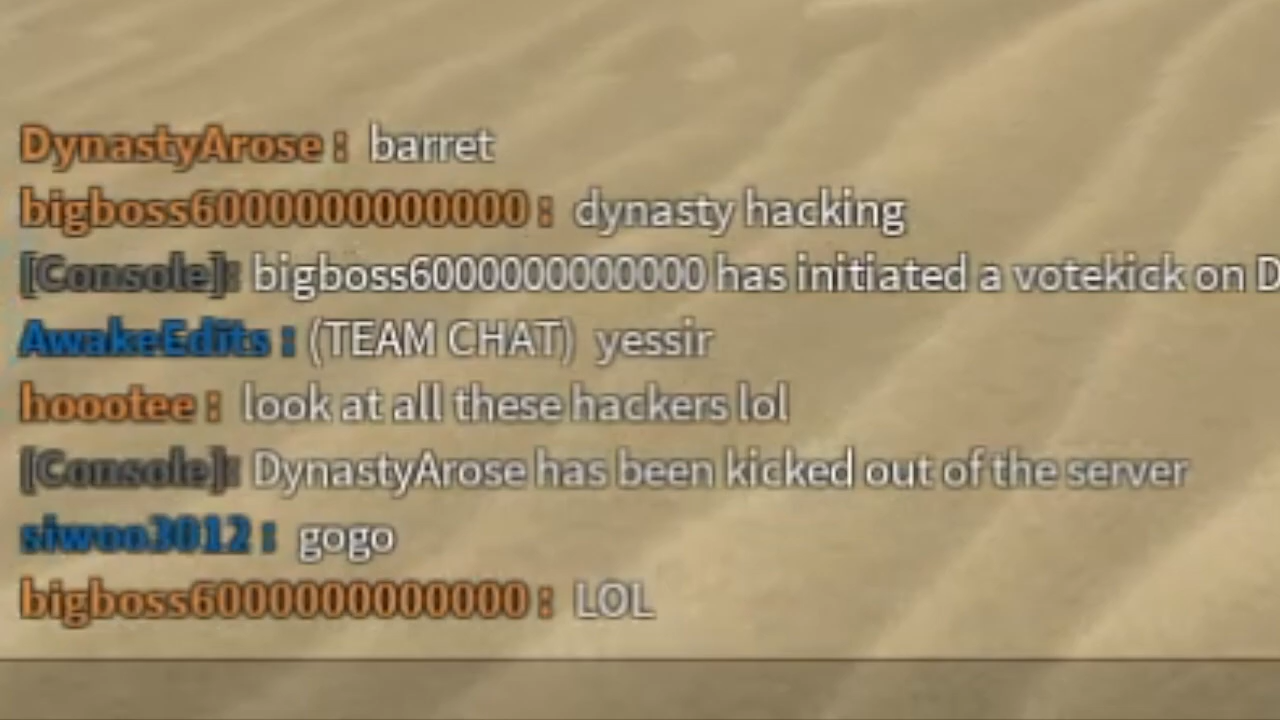 DynastyArose : barret
bigboss6000000000000 : dynasty hacking
[Console]: bigboss6000000000000 has initiated a votekick on D
AwakeEdits : (TEAM CHAT) yessir
hoootee : look at all these hackers lol
[Console]: DynastyArose has been kicked out of the server
siwoo3012 : gogo
bigboss6000000000000 : LOL